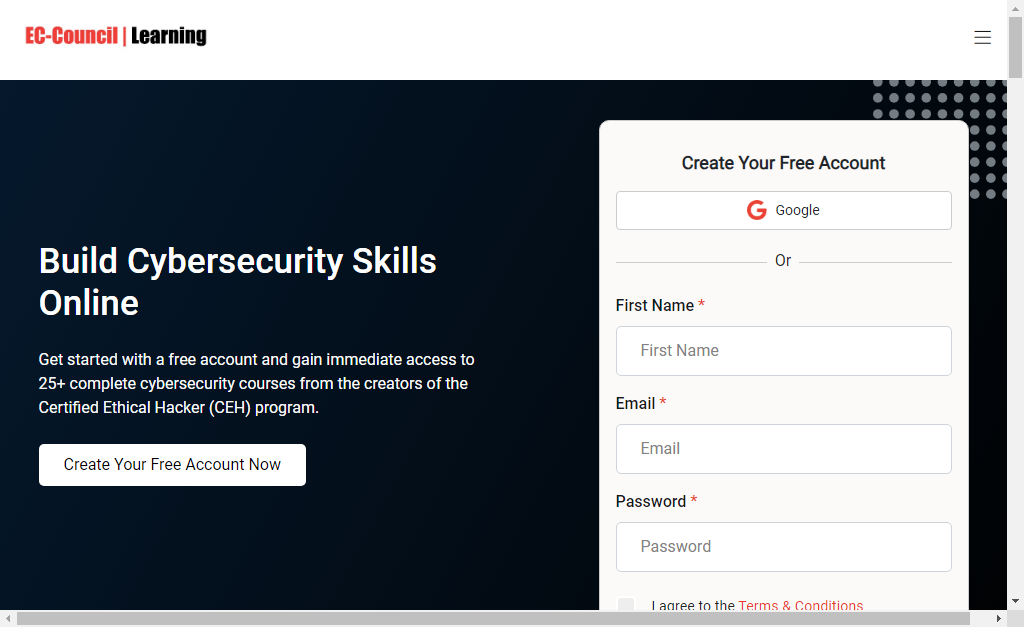 EC-Council | Learning
Build Cybersecurity Skills
Online
Get started with a free account and gain immediate access to
25+ complete cybersecurity courses from the creators of the
Certified Ethical Hacker (CEH) program.
Create Your Free Account Now
Create Your Free Account
Google
Or
First Name *
First Name
Email *
Email
Password *
Password
I agree to the Terms & Conditions